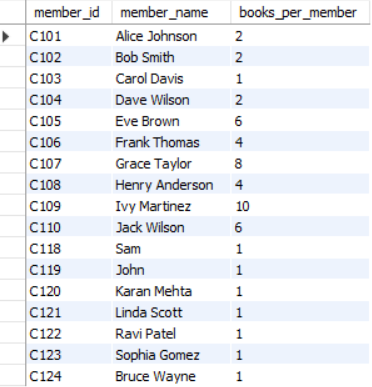 member_id member_name books_per_member
C101 Alice Johnson 2
C102 Bob Smith 2
C103 Carol Davis 1
C104 Dave Wilson 2
C105 Eve Brown 6
C106 Frank Thomas 4
C107 Grace Taylor 8
C108 Henry Anderson 4
C109 Ivy Martinez 10
C110 Jack Wilson 6
C118 Sam 1
C119 John 1
C120 Karan Mehta 1
C121 Linda Scott 1
C122 Ravi Patel 1
C123 Sophia Gomez 1
C124 Bruce Wayne 1